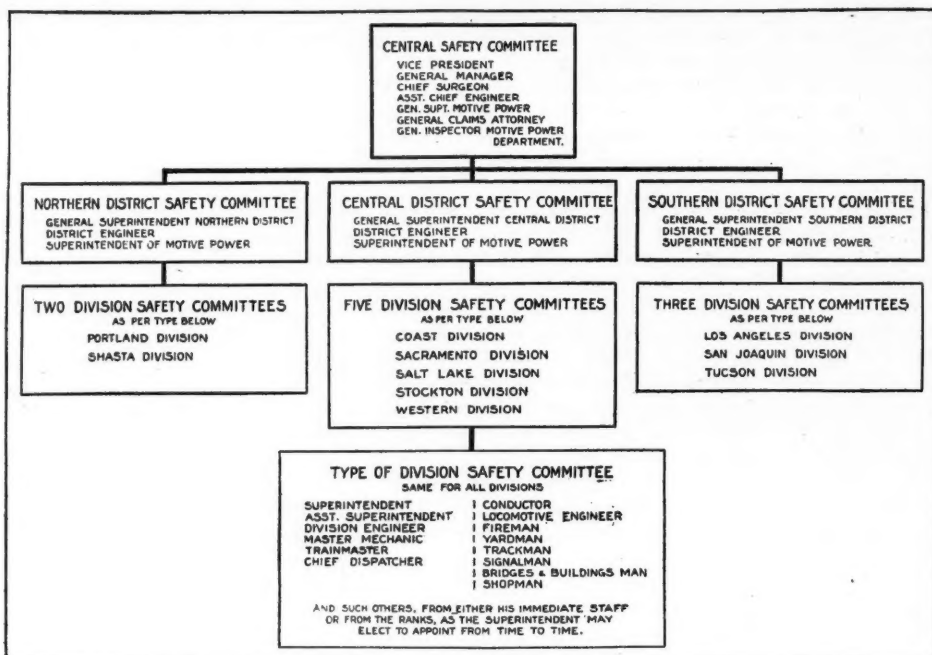 CENTRAL SAFETY COMMITTEE
VICE PRESIDENT
GENERAL MANAGER
CHIEF SURGEON
ASST. CHIEF ENGINEER
GEN. SUPT. MOTIVE POWER
GENERAL CLAIMS ATTORNEY
GEN. INSPECTOR MOTIVE POWER
DEPARTMENT.
NORTHERN DISTRICT SAFETY COMMITTEE
GENERAL SUPERINTENDENT NORTHERN DISTRICT
DISTRICT ENGINEER
SUPERINTENDENT OF MOTIVE POWER
CENTRAL DISTRICT SAFETY COMMITTEE
GENERAL SUPERINTENDENT CENTRAL DISTRICT
DISTRICT ENGINEER
SUPERINTENDENT OF MOTIVE POWER
SOUTHERN DISTRICT SAFETY COMMITTEE
GENERAL SUPERINTENDENT SOUTHERN DISTRICT
DISTRICT ENGINEER
SUPERINTENDENT OF MOTIVE POWER.
TWO DIVISION SAFETY COMMITTEES
AS PER TYPE BELOW
PORTLAND DIVISION
SHASTA DIVISION
FIVE DIVISION SAFETY COMMITTEES
AS PER TYPE BELOW
COAST DIVISION
SACRAMENTO DIVISION
SALT LAKE DIVISION
STOCKTON DIVISION
WESTERN DIVISION
THREE DIVISION SAFETY COMMITTEES
AS PER TYPE BELOW
LOS ANGELES DIVISION
SAN JOAQUIN DIVISION
TUCSON DIVISION
TYPE OF DIVISION SAFETY COMMITTEE
SAME FOR ALL DIVISIONS
SUPERINTENDENT
ASST. SUPERINTENDENT
DIVISION ENGINEER
MASTER MECHANIC
TRAINMASTER
CHIEF DISPATCHER
1 CONDUCTOR
1 LOCOMOTIVE ENGINEER
1 FIREMAN
1 YARDMAN
1 TRACKMAN
1 SIGNALMAN
1 BRIDGES & BUILDINGS MAN
1 SHOPMAN
AND SUCH OTHERS, FROM EITHER HIS IMMEDIATE STAFF
OR FROM THE RANKS, AS THE SUPERINTENDENT MAY
ELECT TO APPOINT FROM TIME TO TIME.